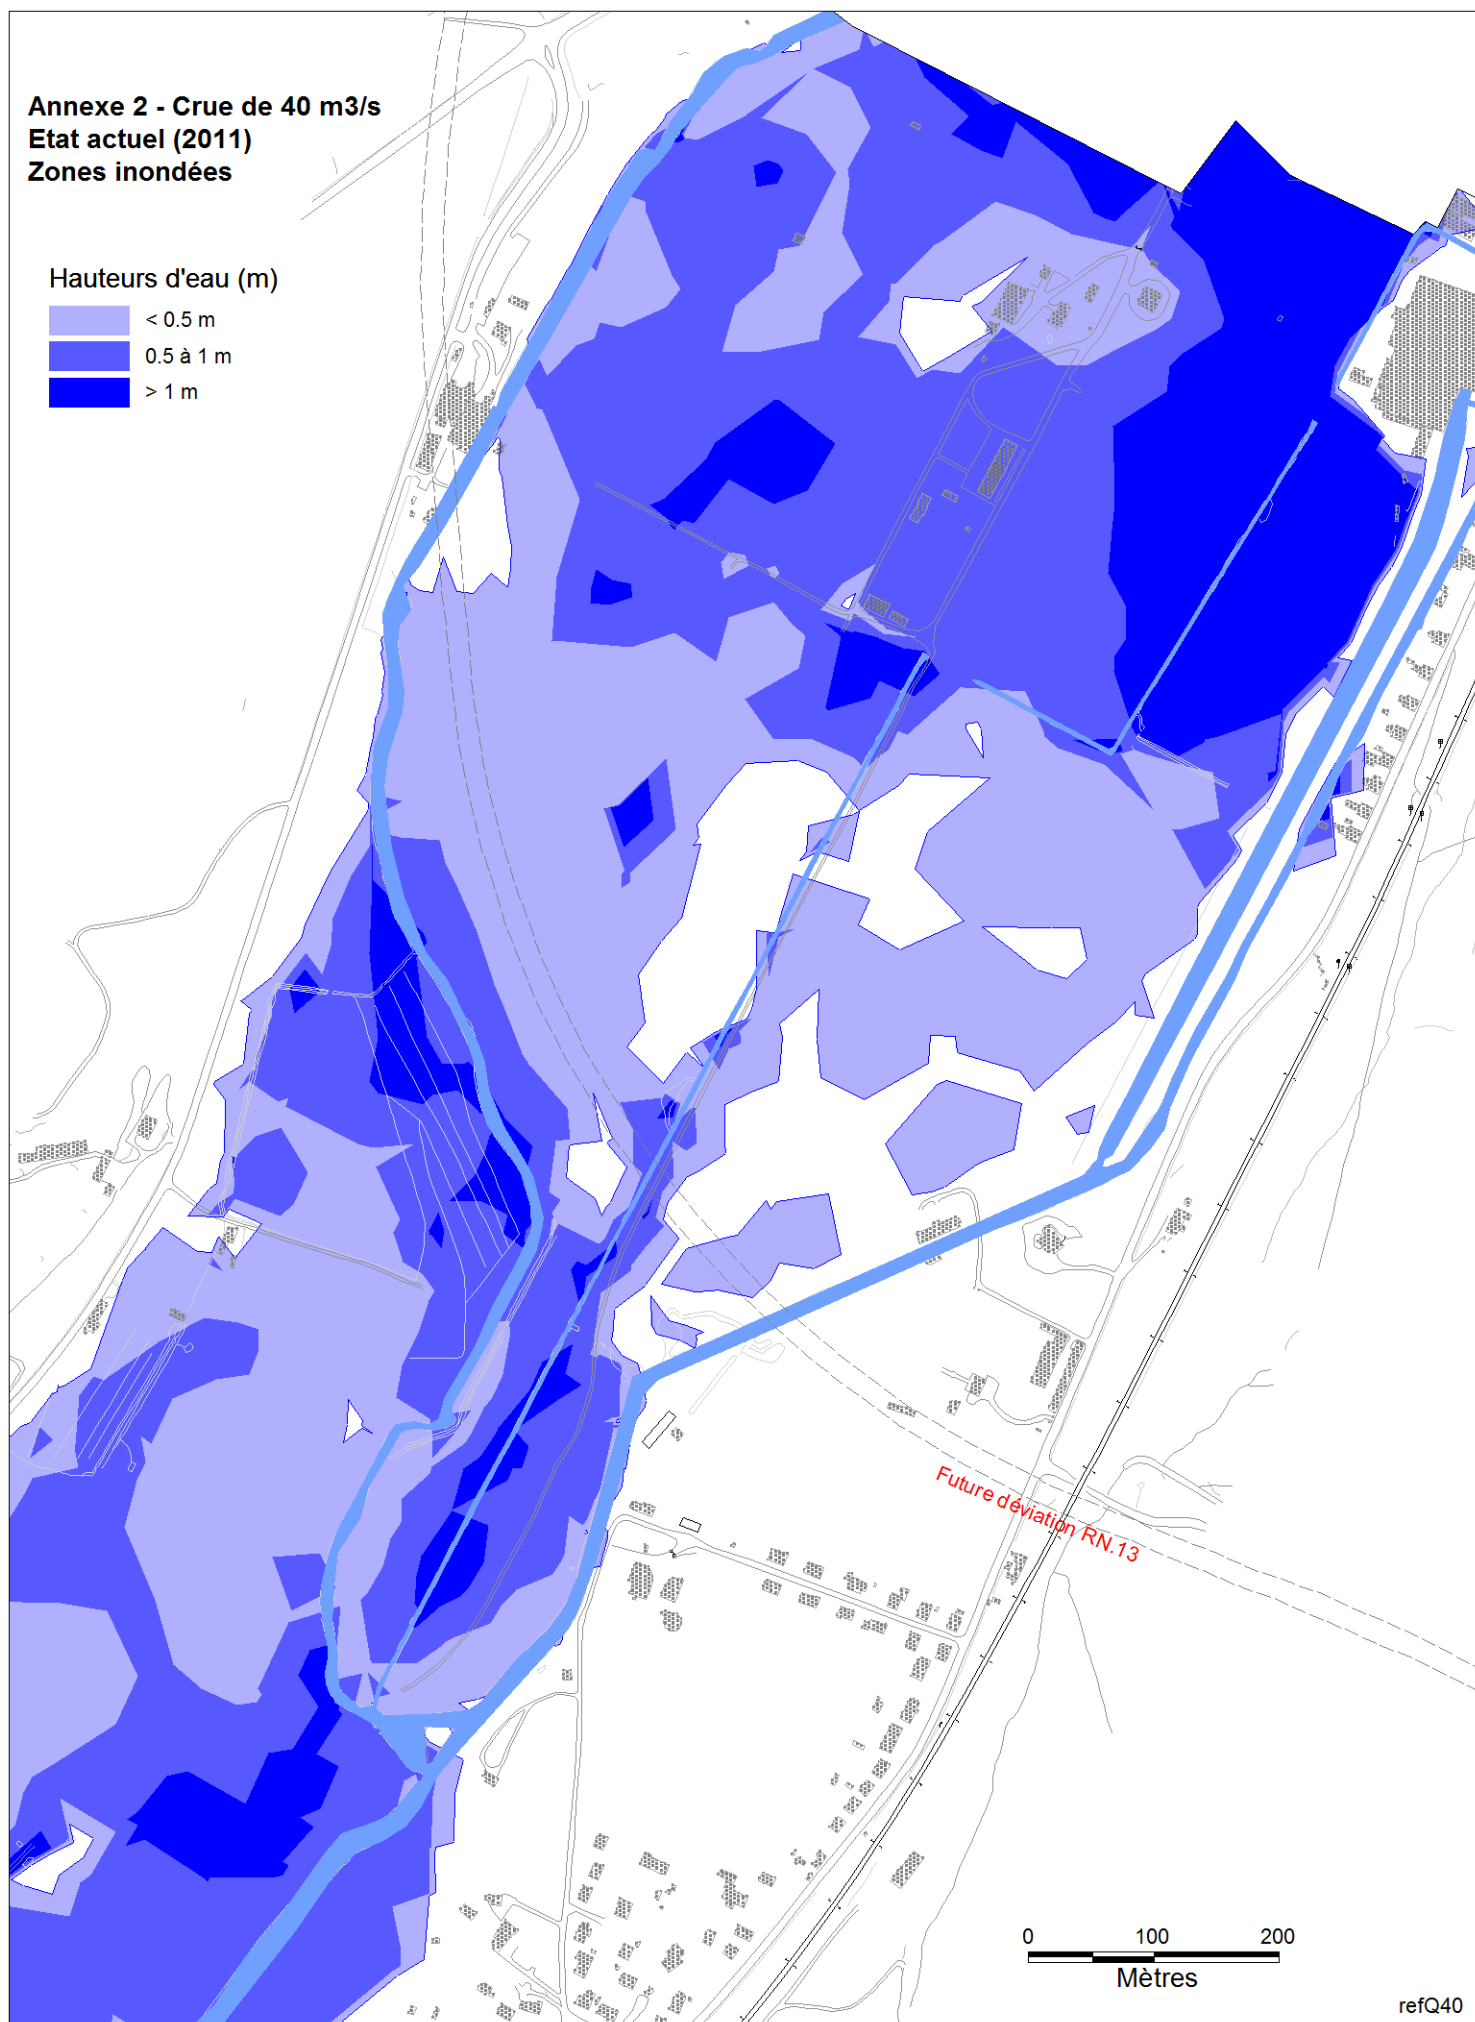 Annexe 2 - Crue de 40 m3/s
Etat actuel (2011)
Zones inondées
Hauteurs d'eau (m)
< 0.5 m
0.5 à 1 m
> 1 m
Future déviation RN.13
0 100 200
Mètres
refQ40